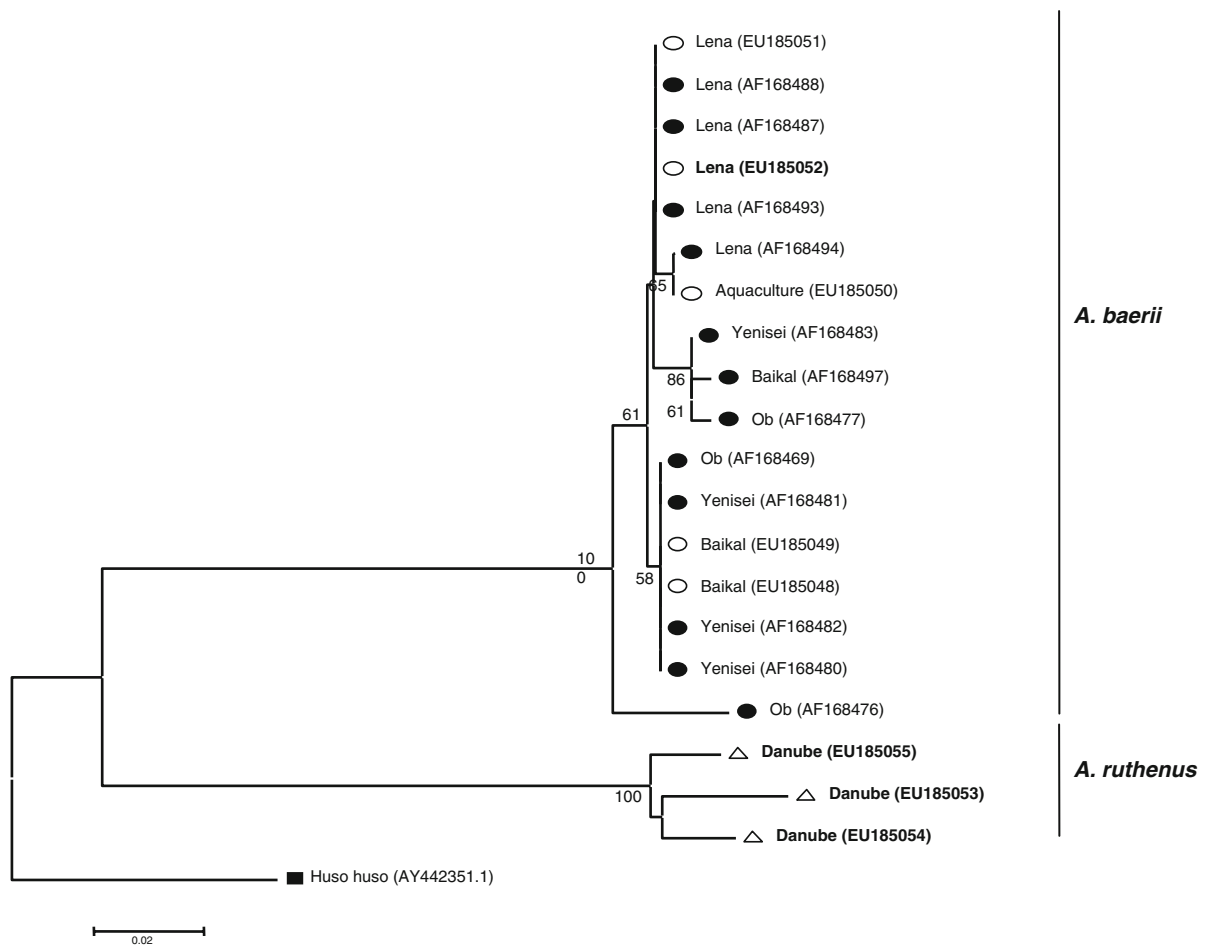 Lena (EU185051)
Lena (AF168488)
Lena (AF168487)
Lena (EU185052)
Lena (AF168493)
Lena (AF168494)
65
Aquaculture (EU185050)
A. baerii
Yenisei (AF168483)
86
Baikal (AF168497)
61
61
Ob (AF168477)
Ob (AF168469)
Yenisei (AF168481)
Baikal (EU185049)
10
0
58
Baikal (EU185048)
Yenisei (AF168482)
Yenisei (AF168480)
Ob (AF168476)
Danube (EU185055)
A. ruthenus
100
Danube (EU185053)
Danube (EU185054)
Huso huso (AY442351.1)
0.02